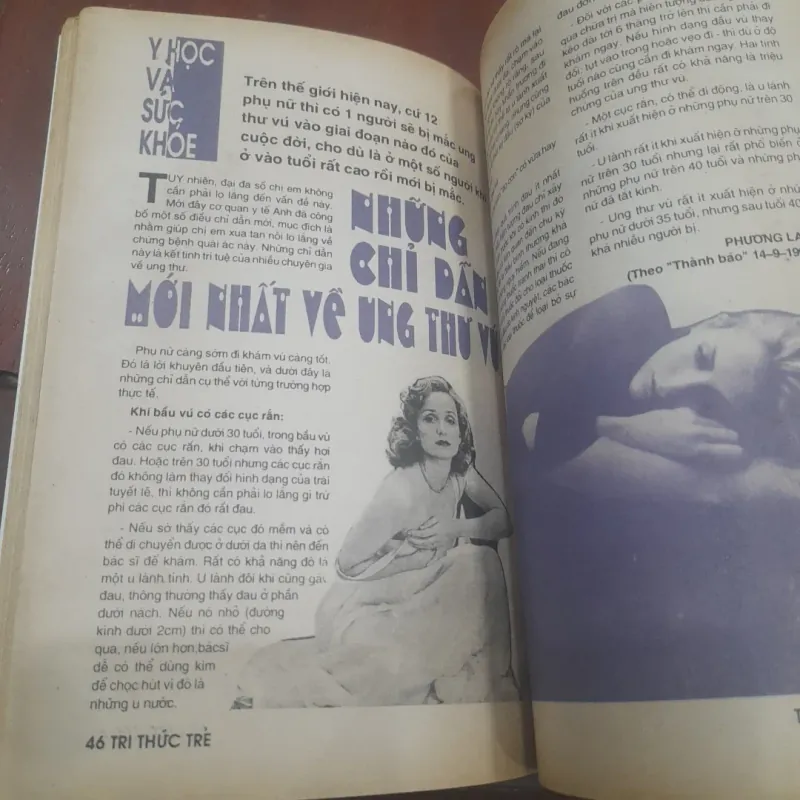 Y HỌC
VÀ
SỨC
KHỎE
Trên thế giới hiện nay, cứ 12
phụ nữ thì có 1 người sẽ bị mắc ung
thư vú vào giai đoạn nào đó của
cuộc đời, cho dù là ở một số người khi
ở vào tuổi rất cao rồi mới bị mắc.
TUY nhiên, đại đa số chị em không
cần phải lo lắng đến vấn đề này.
Mới đây cơ quan y tế Anh đã công
bố một số điều chỉ dẫn mới, mục đích là
nhằm giúp chị em xua tan nỗi lo lắng về
chứng bệnh quái ác này. Những chỉ dẫn
này là kết tinh trí tuệ của nhiều chuyên gia
về ung thư.
NHỮNG
CHỈ DẪN
MỚI NHẤT VỀ UNG THƯ VÚ
Phụ nữ càng sớm đi khám vú càng tốt.
Đó là lời khuyên đầu tiên, và dưới đây là
những chỉ dẫn cụ thể với từng trường hợp
thực tế.
Khi bầu vú có các cục rắn:
- Nếu phụ nữ dưới 30 tuổi, trong bầu vú
có các cục rắn, khi chạm vào thấy hơi
đau. Hoặc trên 30 tuổi nhưng các cục rắn
đó không làm thay đổi hình dạng của trái
tuyết lê, thì không cần phải lo lắng gì trừ
phi các cục rắn đó rất đau.
- Nếu sờ thấy các cục đó mềm và có
thể di chuyển được ở dưới da thì nên đến
bác sĩ để khám. Rất có khả năng đó là
một u lành tính. U lành đôi khi cũng gây
đau, thông thường thấy đau ở phần
dưới nách. Nếu nó nhỏ (đường
kính dưới 2cm) thì có thể cho
qua, nếu lớn hơn bácsĩ
dễ có thể dùng kim
để chọc hút vì đó là
những u nước.
46 TRI THỨC TRẺ
- Đối với các
qua chữa trị mà hiện tượng
kéo dài tới 6 tháng trở lên thì cần phải đi
khám ngay. Nếu hình dạng đầu vú thay
đổi: tụt vào trong hoặc vẹo đi - thì dù ở độ
tuổi nào cũng cần đi khám ngay. Hai tình
huống trên đều rất có khả năng là triệu
chứng của ung thư vú.
- Một cục rắn, có thể di động, là u lành
rất ít khi xuất hiện ở những phụ nữ trên 30
tuổi.
- U lành rất ít khi xuất hiện ở những phụ
nữ trên 30 tuổi nhưng lại rất phổ biến ở
những phụ nữ trên 40 tuổi và những phụ
nữ đã tắt kinh.
- Ung thư vú rất ít xuất hiện ở
phụ nữ dưới 35 tuổi, nhưng sau tuổi 40
khá nhiều người bị.
PHƯƠNG
(Theo "Thành báo" 14-9-199